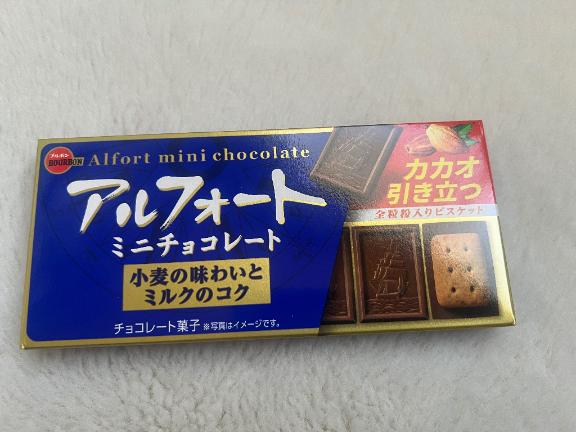 ブルボン
BOURBON
Alfort mini chocolate
アルフォート
ミニチョコレート
小麦の味わいと
ミルクのコク
チョコレート菓子 ※写真はイメージです。
カカオ
引き立つ
全粒粉入りビスケット